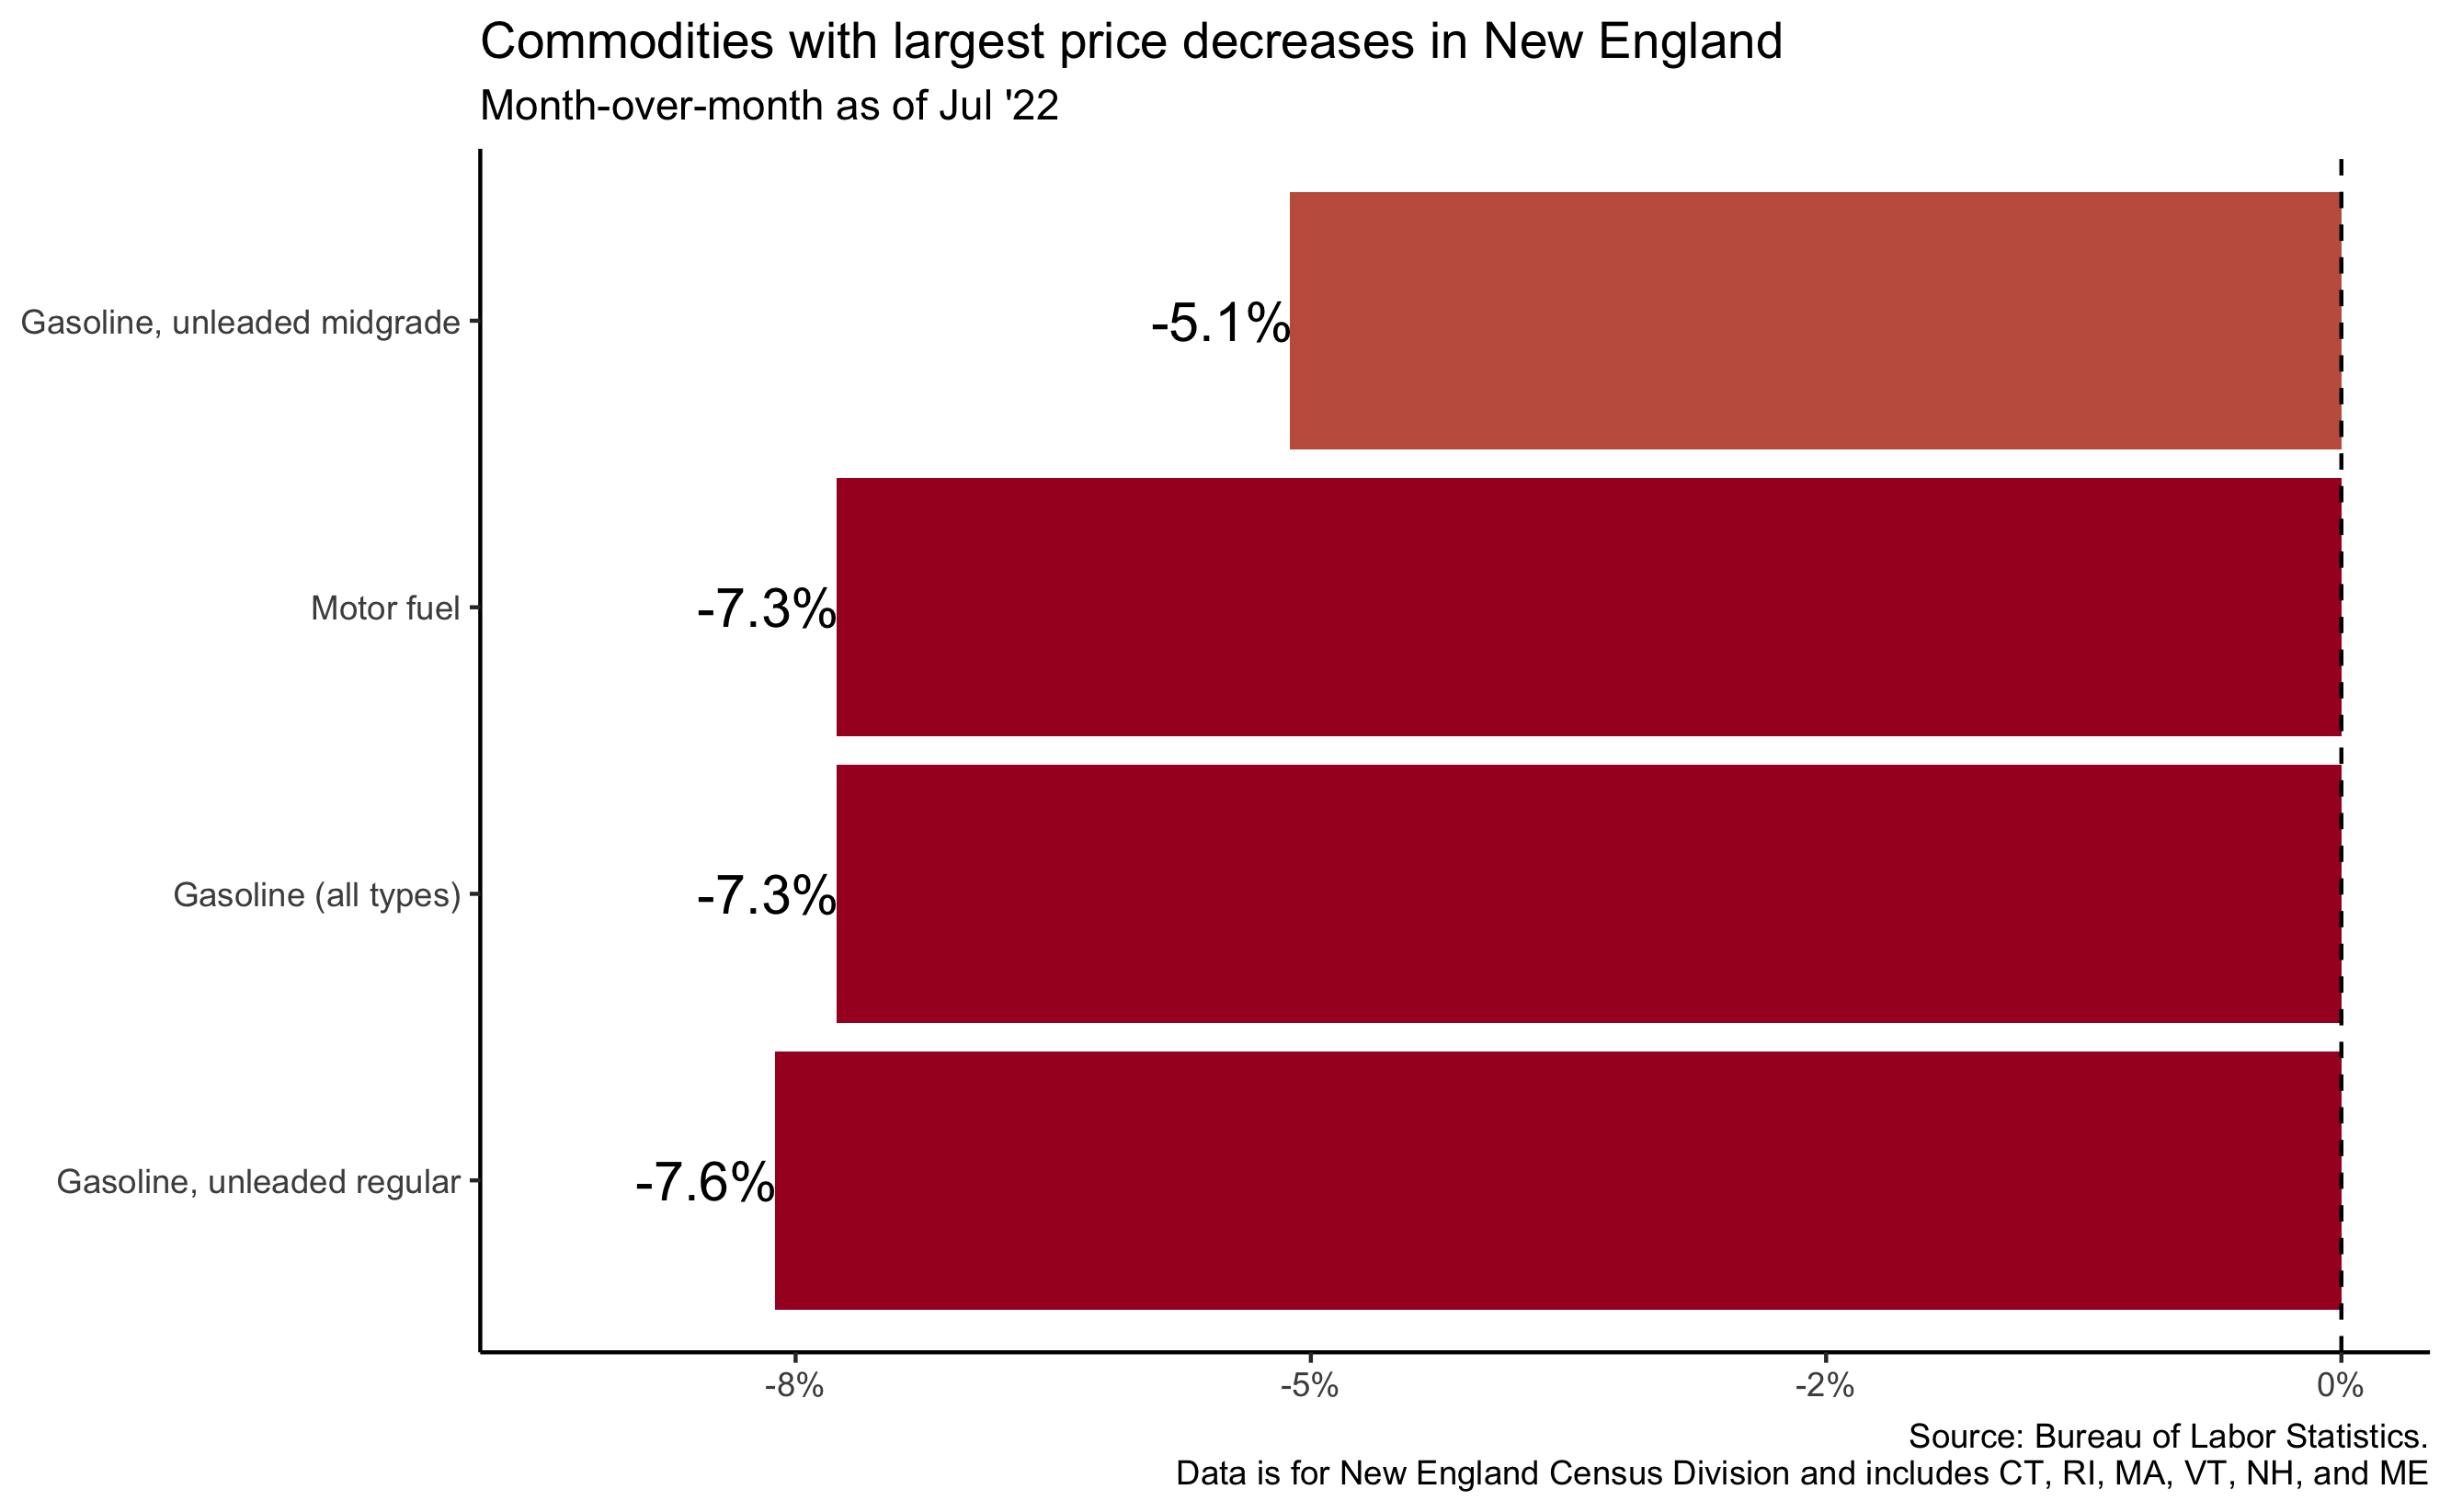 Commodities with largest price decreases in New England
Month-over-month as of Jul '22
Gasoline, unleaded midgrade
-5.1%
Motor fuel
-7.3%
Gasoline (all types)
-7.3%
Gasoline, unleaded regular
-7.6%
-8% -5% -2% 0%
Source: Bureau of Labor Statistics.
Data is for New England Census Division and includes CT, RI, MA, VT, NH, and ME